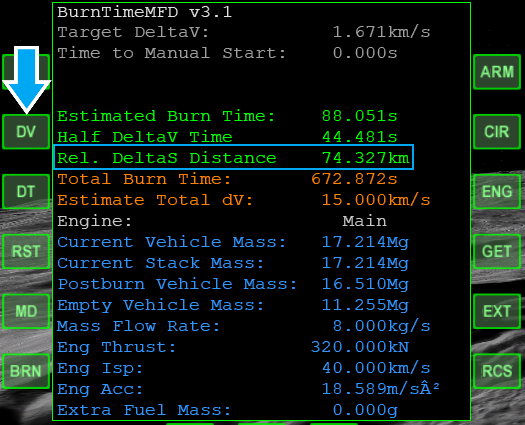 BurnTimeMFD v3.1
Target DeltaV: 1.671km/s
Time to Manual Start: 0.000s
ARM
DV
CIR
Estimated Burn Time: 88.051s
Half DeltaV Time 44.481s
Rel. DeltaS Distance 74.327km
DT
ENG
Total Burn Time: 672.872s
Estimate Total dV: 15.000km/s
Engine: Main
RST
GET
Current Vehicle Mass: 17.214Mg
Current Stack Mass: 17.214Mg
Postburn Vehicle Mass: 16.510Mg
Empty Vehicle Mass: 11.255Mg
MD
EXT
Mass Flow Rate: 8.000kg/s
Eng Thrust: 320.000kN
Eng Isp: 40.000km/s
BRN
RCS
Eng Acc: 18.589m/sÂ²
Extra Fuel Mass: 0.000g